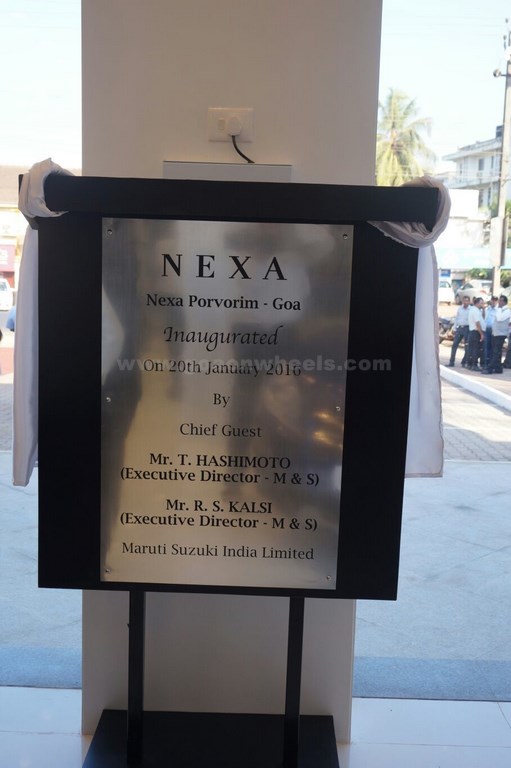 NEXA
Nexa Porvorim - Goa
Inaugurated
On 20th January 2016
By
Chief Guest
Mr. T. HASHIMOTO
(Executive Director - M & S)
Mr. R. S. KALSI
(Executive Director - M & S)
Maruti Suzuki India Limited